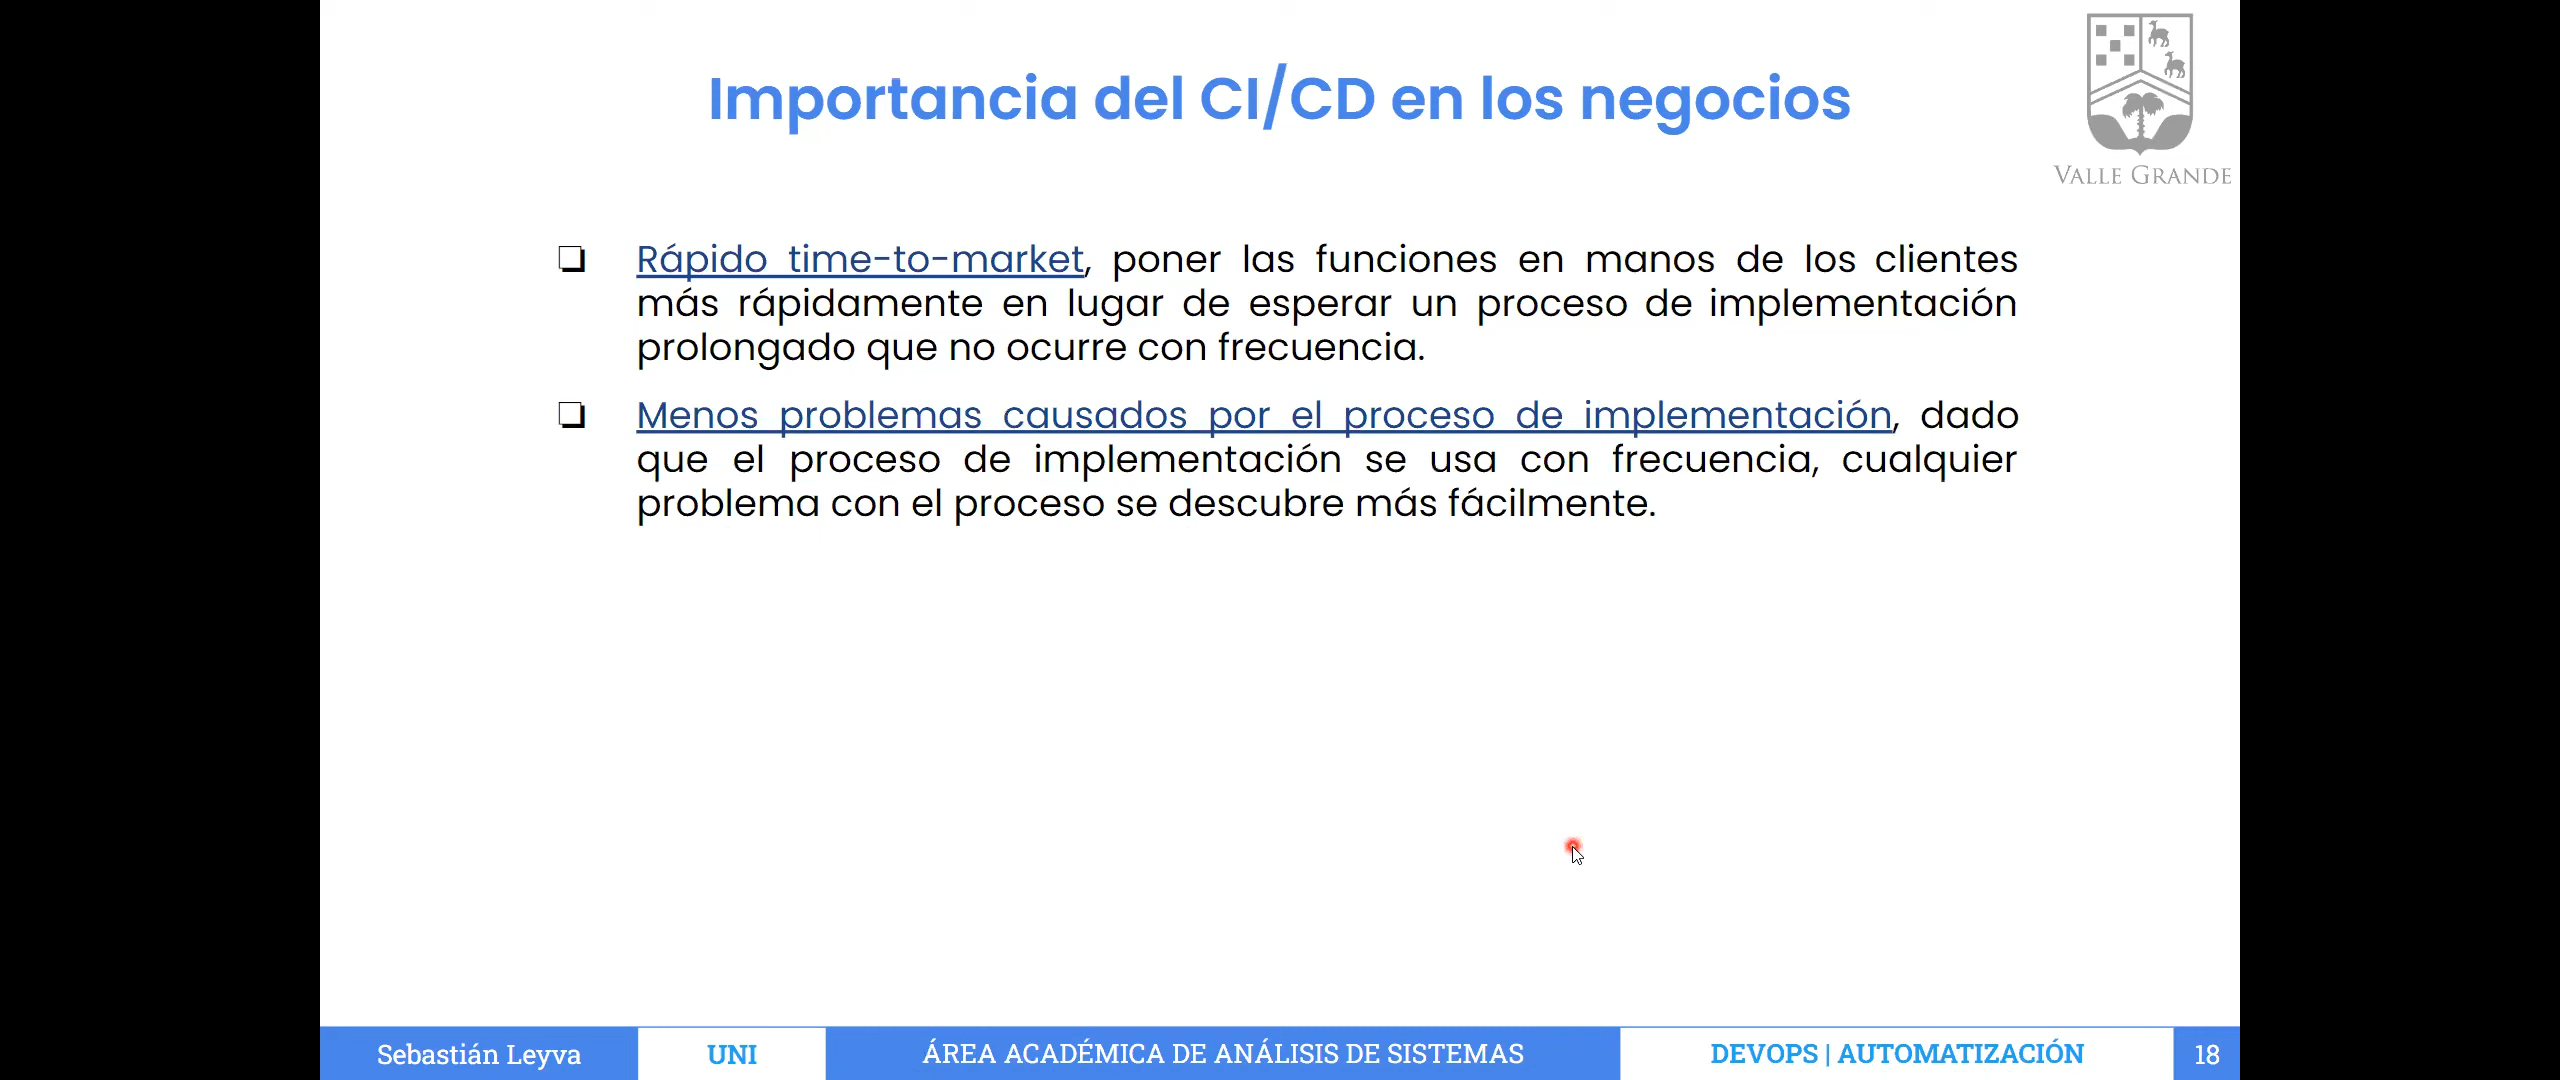 Importancia del CI/CD en los negocios
VALLE GRANDE
Rápido time-to-market, poner las funciones en manos de los clientes
más rápidamente en lugar de esperar un proceso de implementación
prolongado que no ocurre con frecuencia.
Menos problemas causados por el proceso de implementación, dado
que el proceso de implementación se usa con frecuencia, cualquier
problema con el proceso se descubre más fácilmente.
Sebastián Leyva UNI ÁREA ACADÉMICA DE ANÁLISIS DE SISTEMAS DEVOPS | AUTOMATIZACIÓN 18